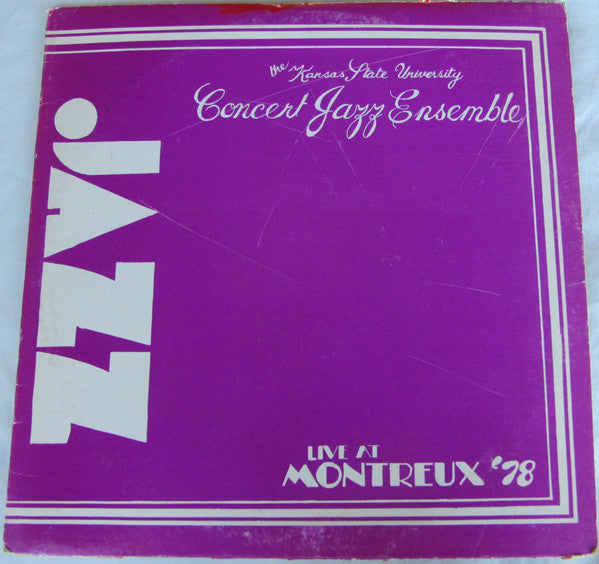 the Kansas State University
Concert Jazz Ensemble
JAZZ
LIVE AT
MONTREUX '78